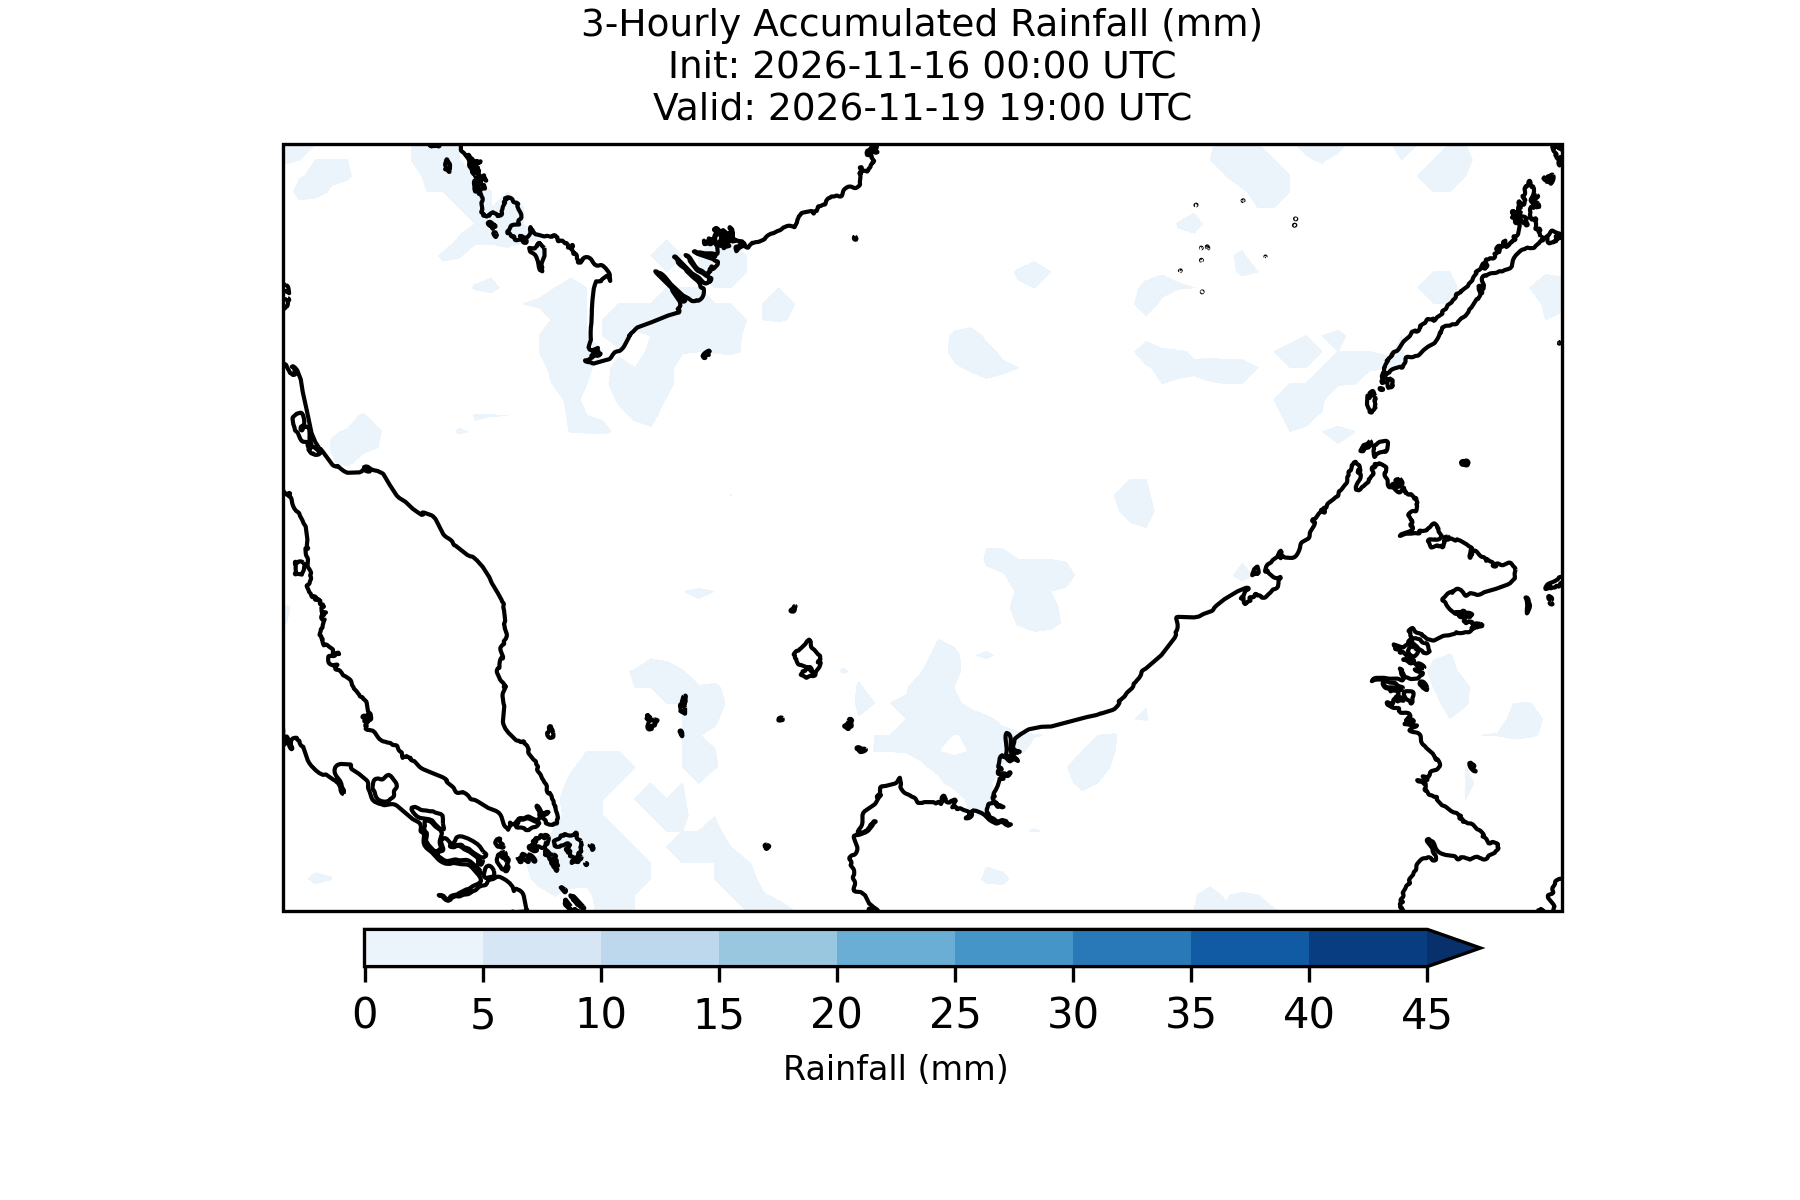 3-Hourly Accumulated Rainfall (mm)
Init: 2026-11-16 00:00 UTC
Valid: 2026-11-19 19:00 UTC
0 5 10 15 20 25 30 35 40 45
Rainfall (mm)